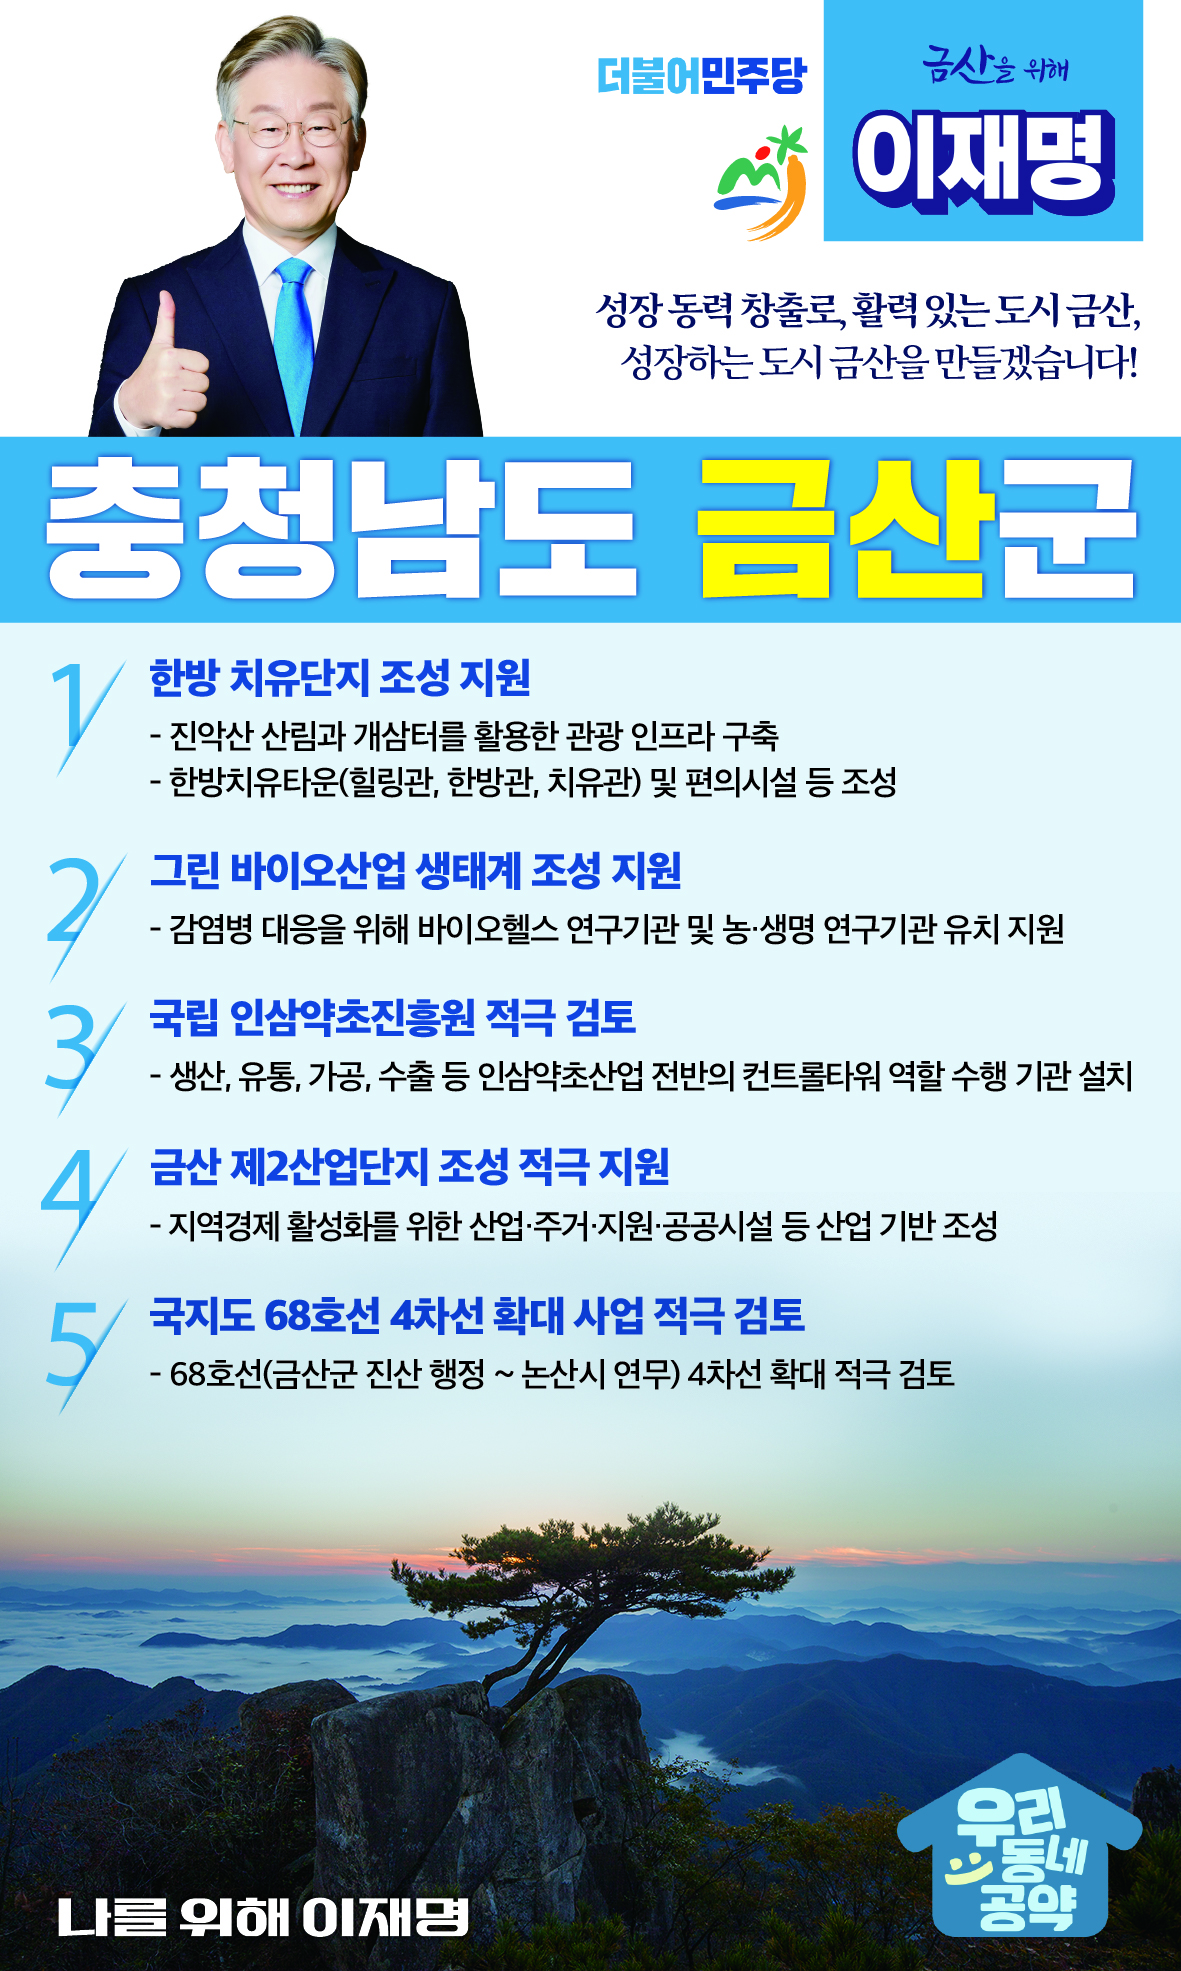 더불어민주당
금산을 위해
이재명
성장 동력 창출로, 활력 있는 도시 금산,
성장하는 도시 금산을 만들겠습니다!
충청남도 금산군
1 한방 치유단지 조성 지원
- 진악산 산림과 개삼터를 활용한 관광 인프라 구축
- 한방치유타운(힐링관, 한방관, 치유관) 및 편의시설 등 조성
2 그린 바이오산업 생태계 조성 지원
- 감염병 대응을 위해 바이오헬스 연구기관 및 농·생명 연구기관 유치 지원
3 국립 인삼약초진흥원 적극 검토
- 생산, 유통, 가공, 수출 등 인삼약초산업 전반의 컨트롤타워 역할 수행 기관 설치
4 금산 제2산업단지 조성 적극 지원
- 지역경제 활성화를 위한 산업·주거·지원·공공시설 등 산업 기반 조성
5 국지도 68호선 4차선 확대 사업 적극 검토
- 68호선(금산군 진산 행정 ~ 논산시 연무) 4차선 확대 적극 검토
우리
동네
공약
나를 위해 이재명